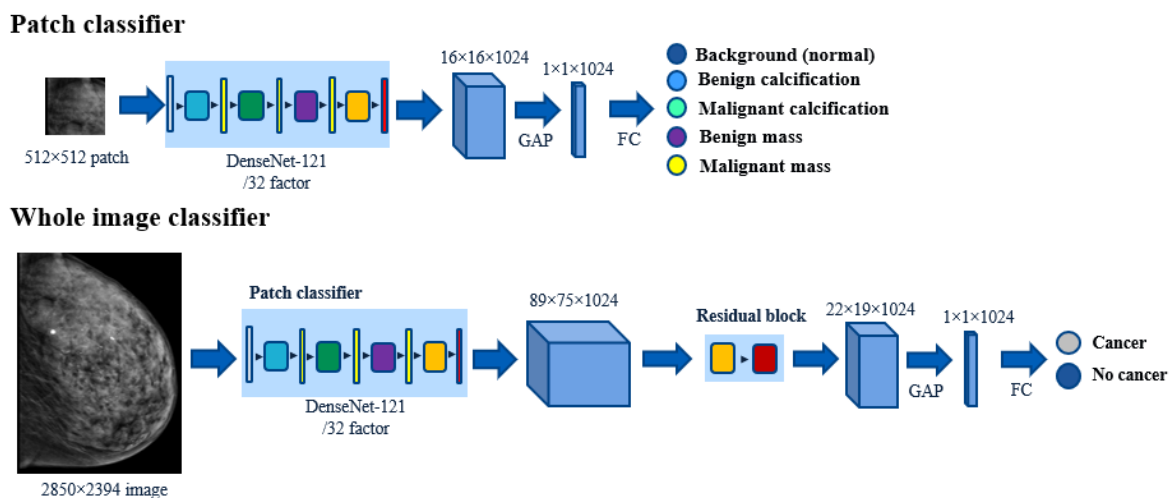 Patch classifier
16×16×1024
1×1×1024
Background (normal)
Benign calcification
Malignant calcification
Benign mass
Malignant mass
GAP
FC
512×512 patch
DenseNet-121
/32 factor
Whole image classifier
Patch classifier
89×75×1024
Residual block
22×19×1024
1×1×1024
Cancer
No cancer
GAP
FC
DenseNet-121
/32 factor
2850×2394 image